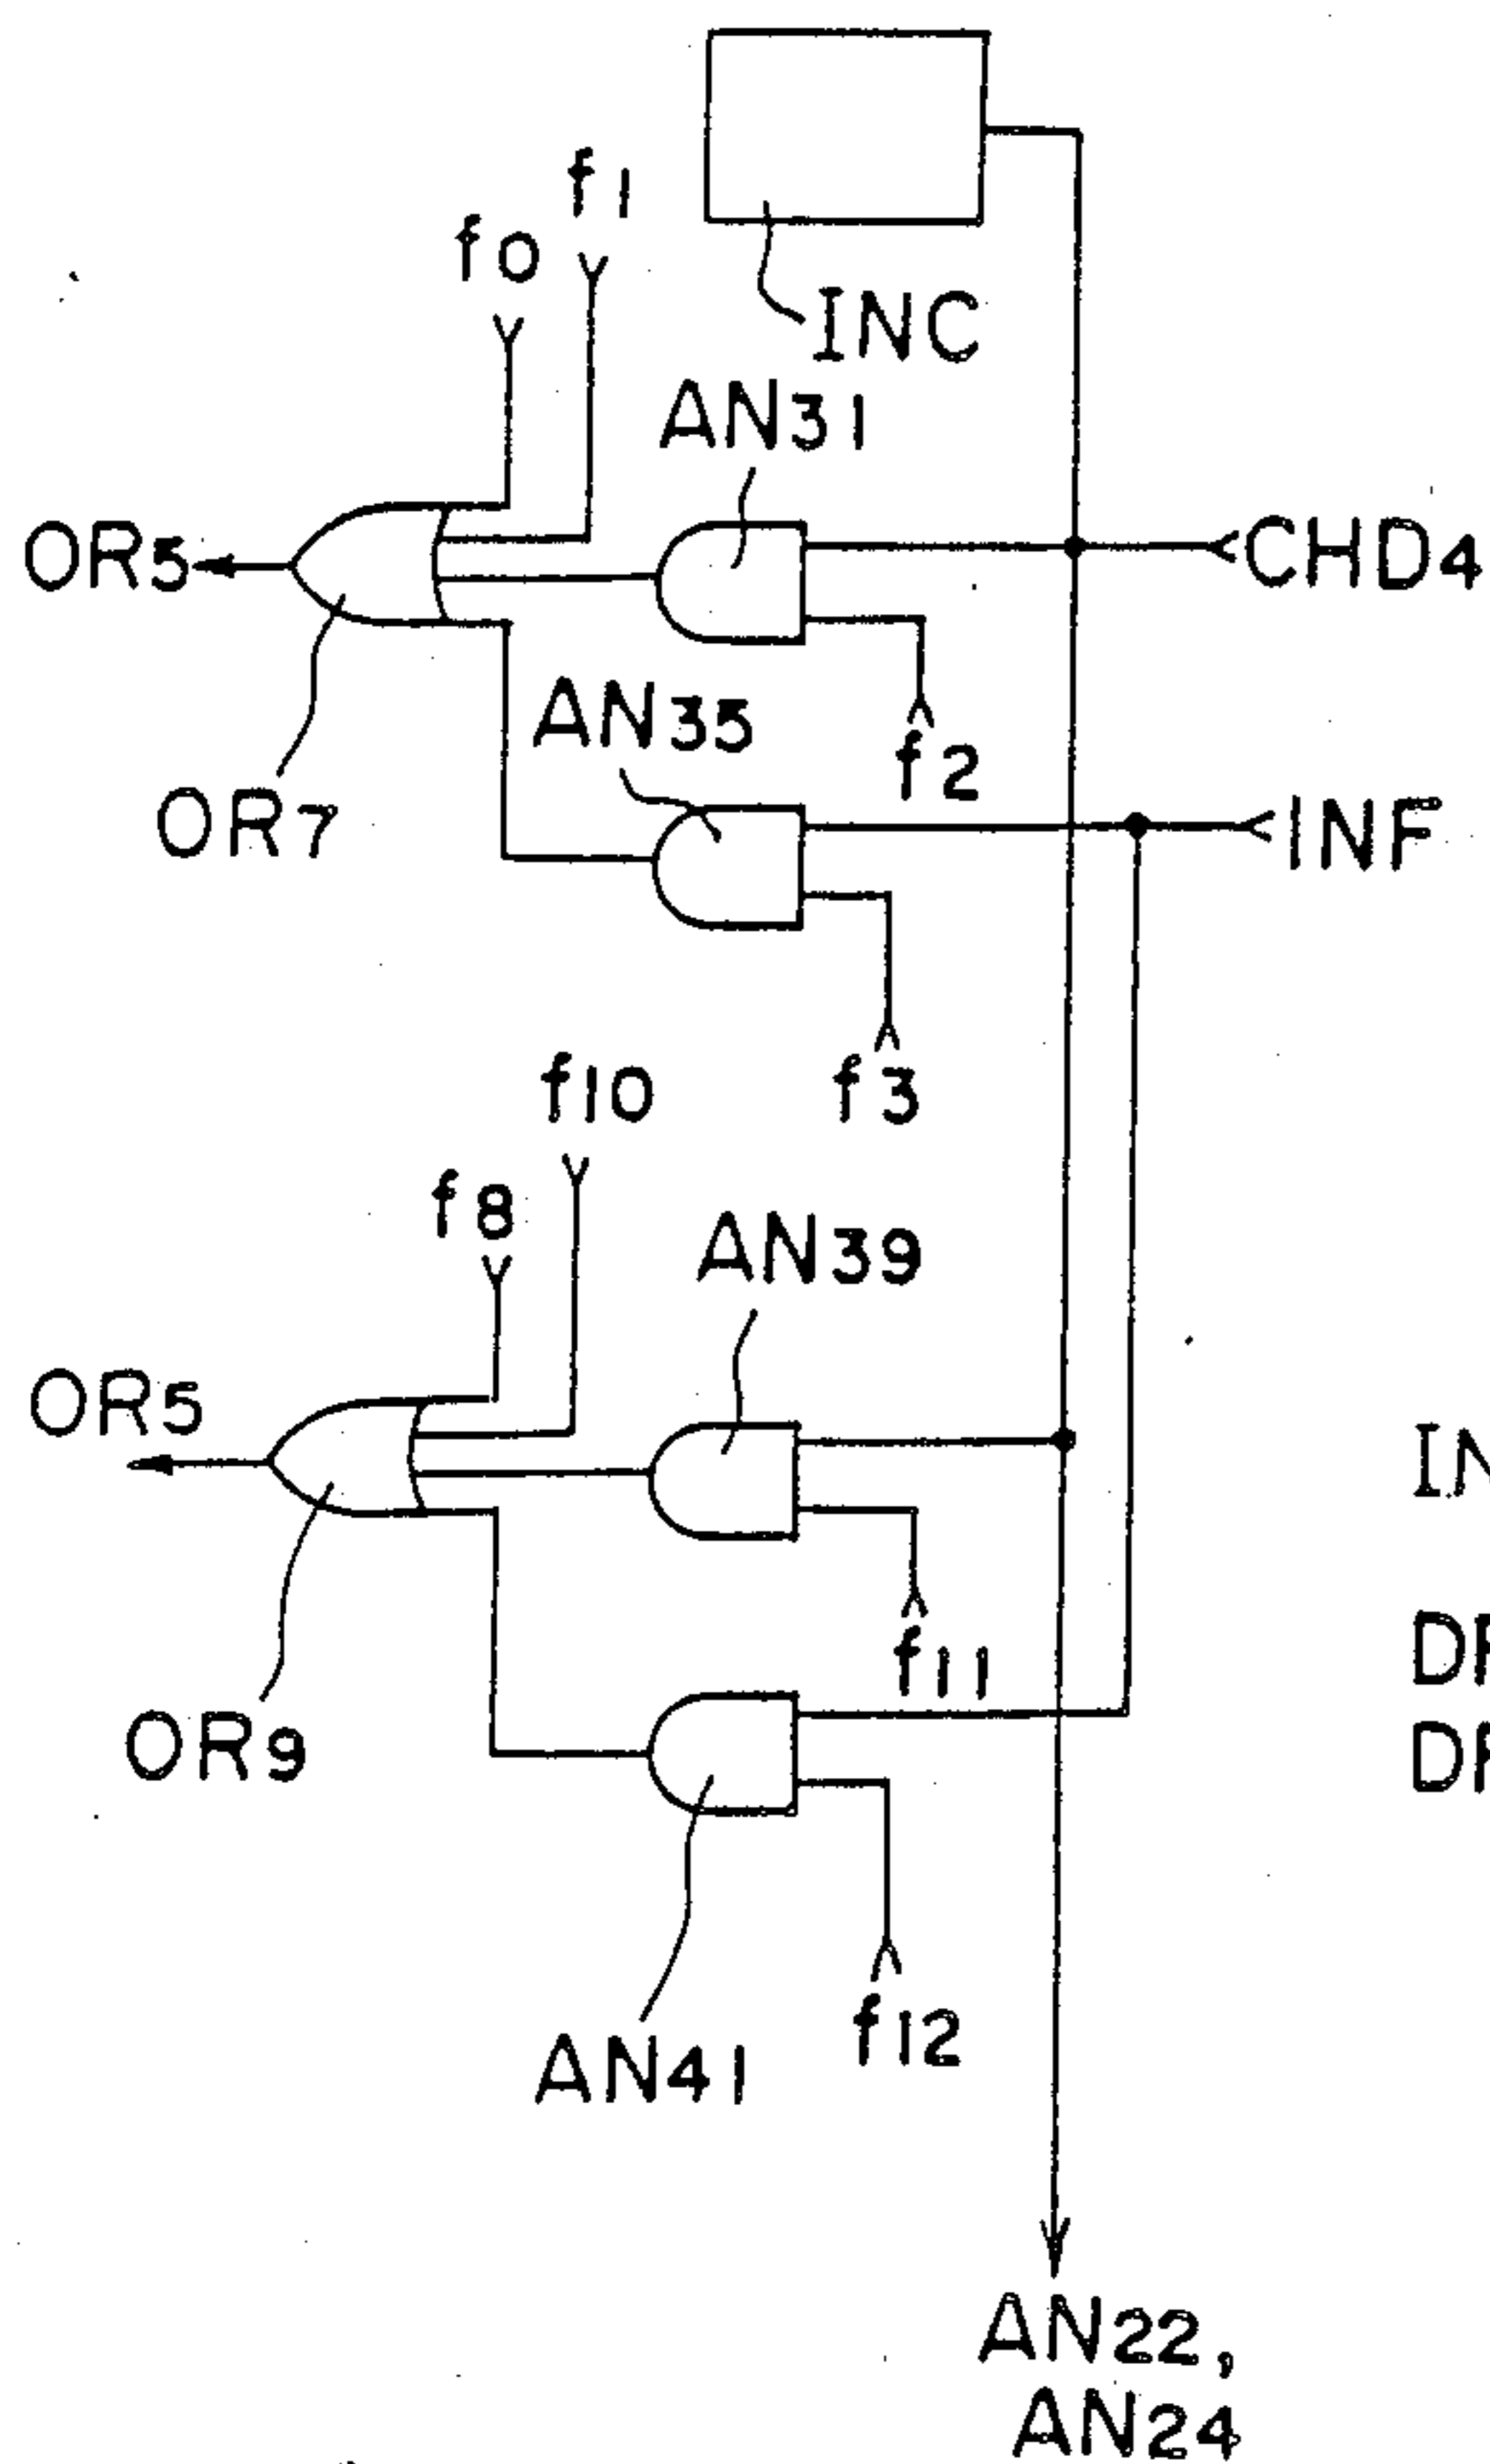 f1
f0
INC
AN31
OR5
CHD4
AN35
f2
OR7
INF
f3
f10
f8
AN39
OR5
IN
f11
OR9
AN41
f12
AN22,
AN24